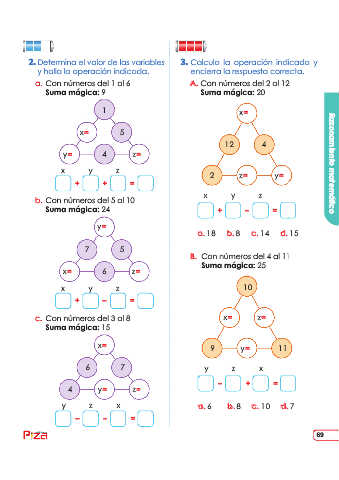 2. Determina el valor de las variables
y halla la operación indicada.
a. Con números del 1 al 6
Suma mágica: 9
1
x=
5
y=
4
z=
x y z
+ + =
b. Con números del 5 al 10
Suma mágica: 24
y=
7
5
x=
6
z=
x y z
+ – =
c. Con números del 3 al 8
Suma mágica: 15
x=
6
7
4
y=
z=
y z x
– – =
Piza
3. Calcula la operación indicada y
encierra la respuesta correcta.
A. Con números del 2 al 12
Suma mágica: 20
x=
12
4
2
z=
y=
x y z
+ – =
a. 18 b. 8 c. 14 d. 15
B. Con números del 4 al 11
Suma mágica: 25
10
x=
z=
9
y=
11
y z x
– + =
a. 6 b. 8 c. 10 d. 7
Razonamiento matemático
69